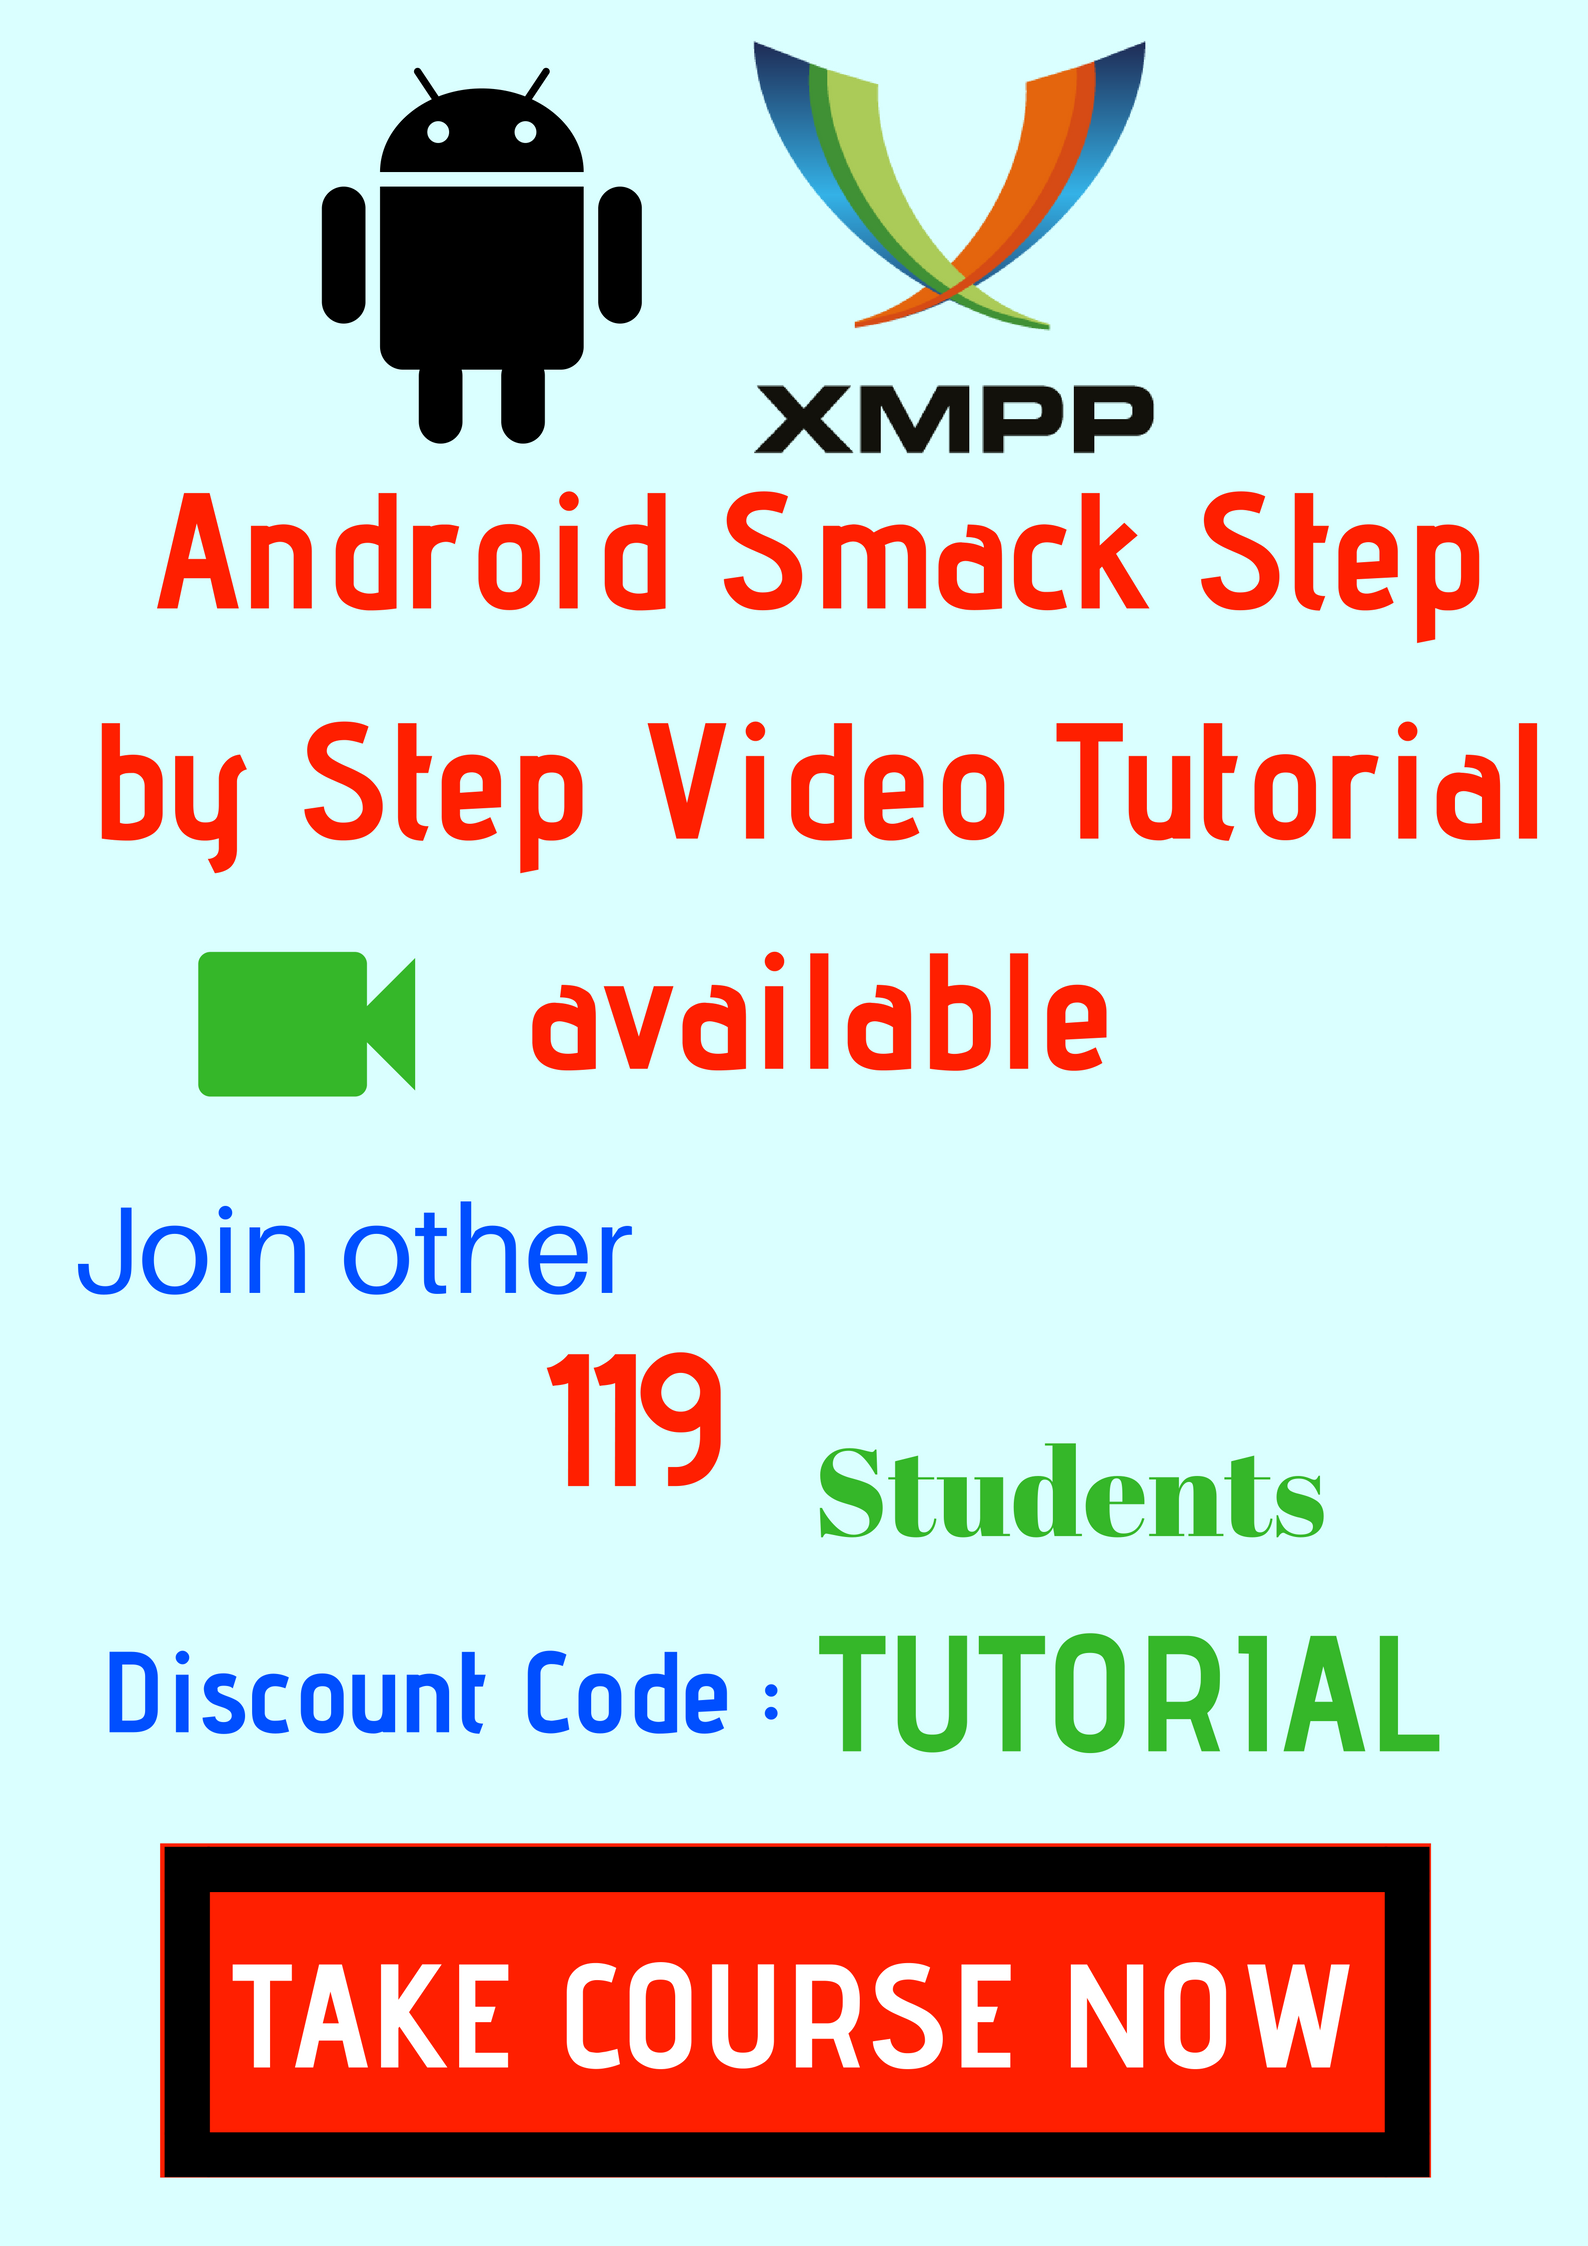 XMPP
Android Smack Step
by Step Video Tutorial
available
Join other
119
Students
Discount Code : TUTORIAL
TAKE COURSE NOW